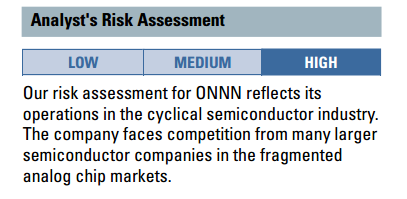 Analyst's Risk Assessment
LOW MEDIUM HIGH
Our risk assessment for ONNN reflects its
operations in the cyclical semiconductor industry.
The company faces competition from many larger
semiconductor companies in the fragmented
analog chip markets.